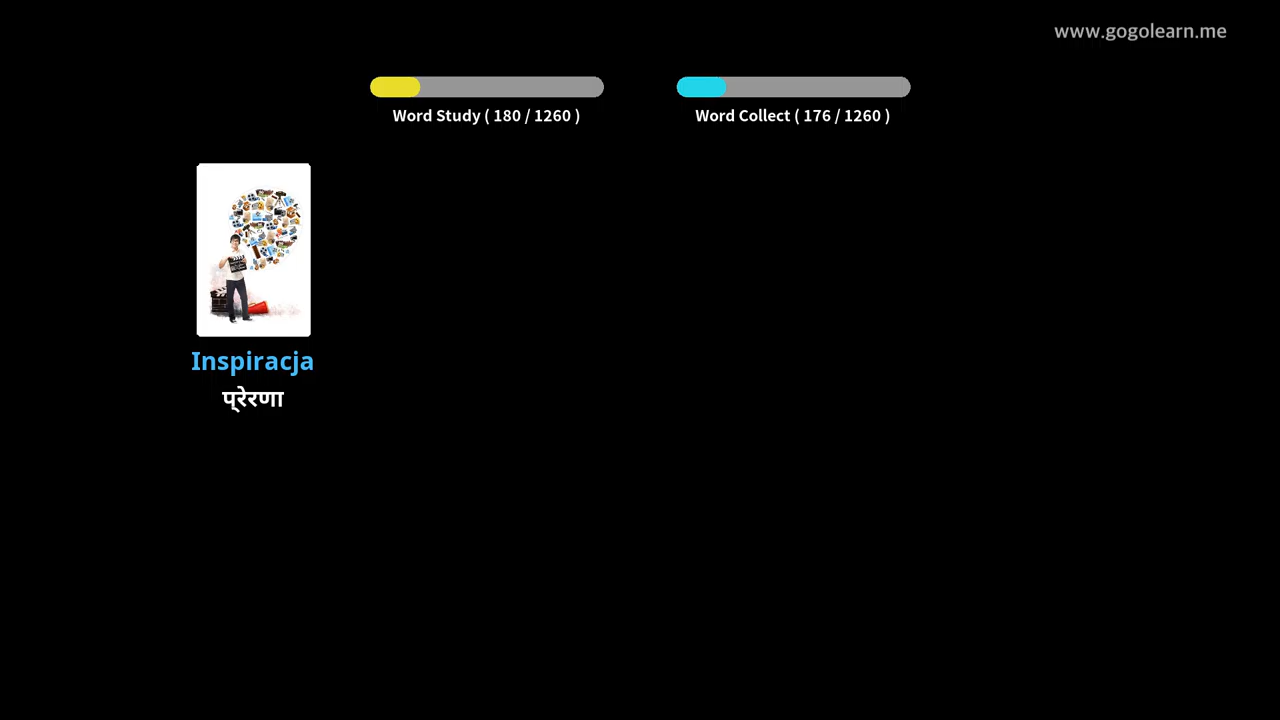 www.gogolearn.me
Word Study ( 180 / 1260 )
Word Collect ( 176 / 1260 )
Inspiracja
प्रेरणा